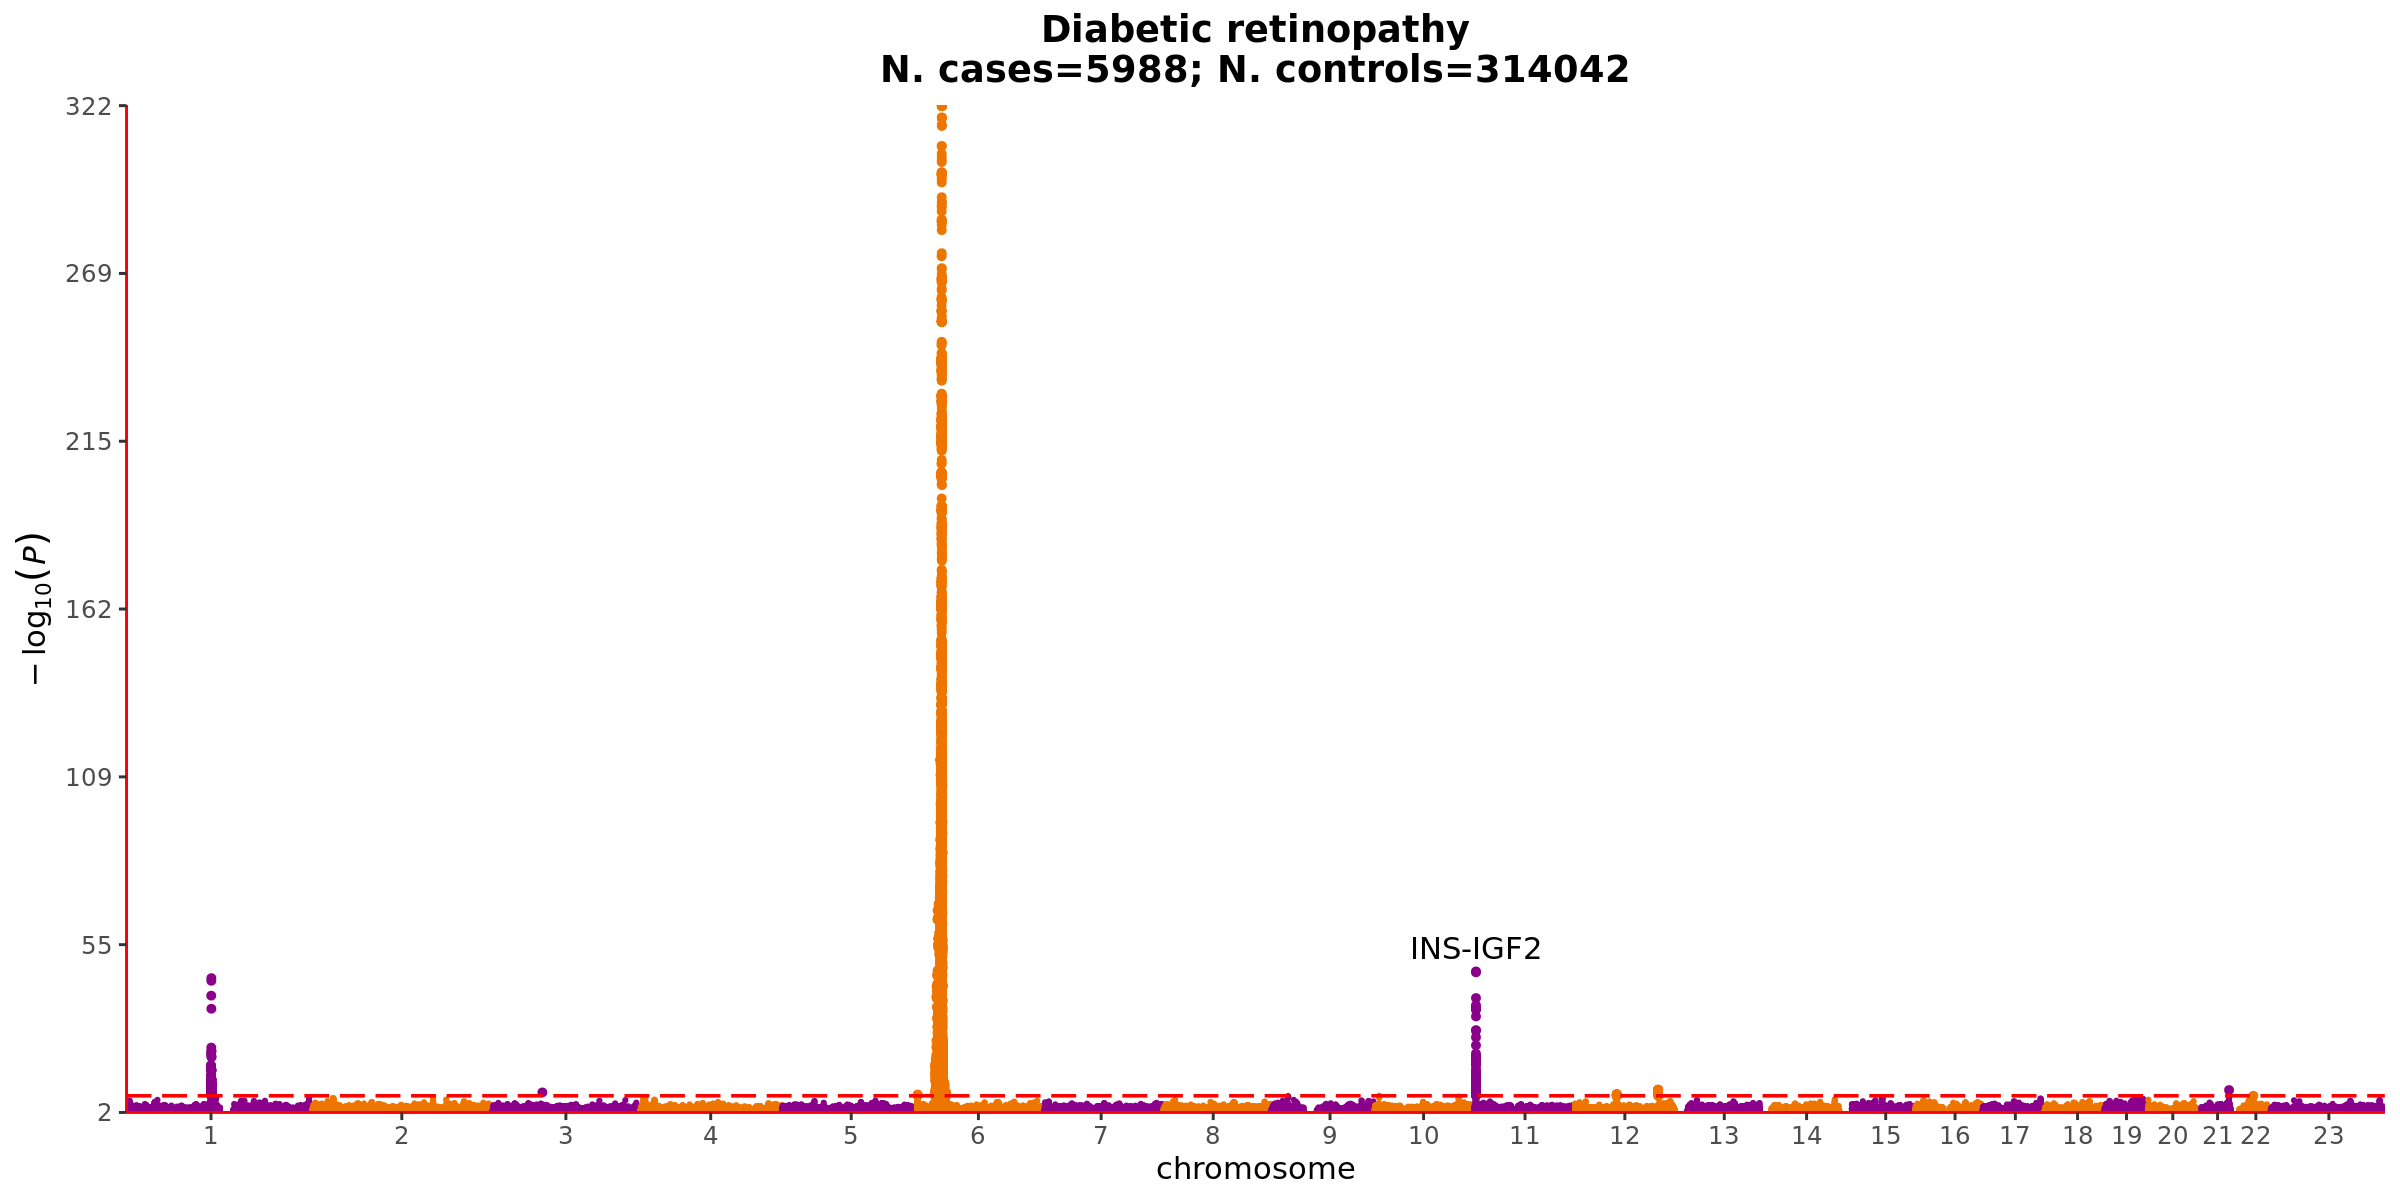 Diabetic retinopathy
N. cases=5988; N. controls=314042
322
269
215
162
109
55
2
−log10(P)
INS-IGF2
1 2 3 4 5 6 7 8 9 10 11 12 13 14 15 16 17 18 19 20 21 22 23
chromosome